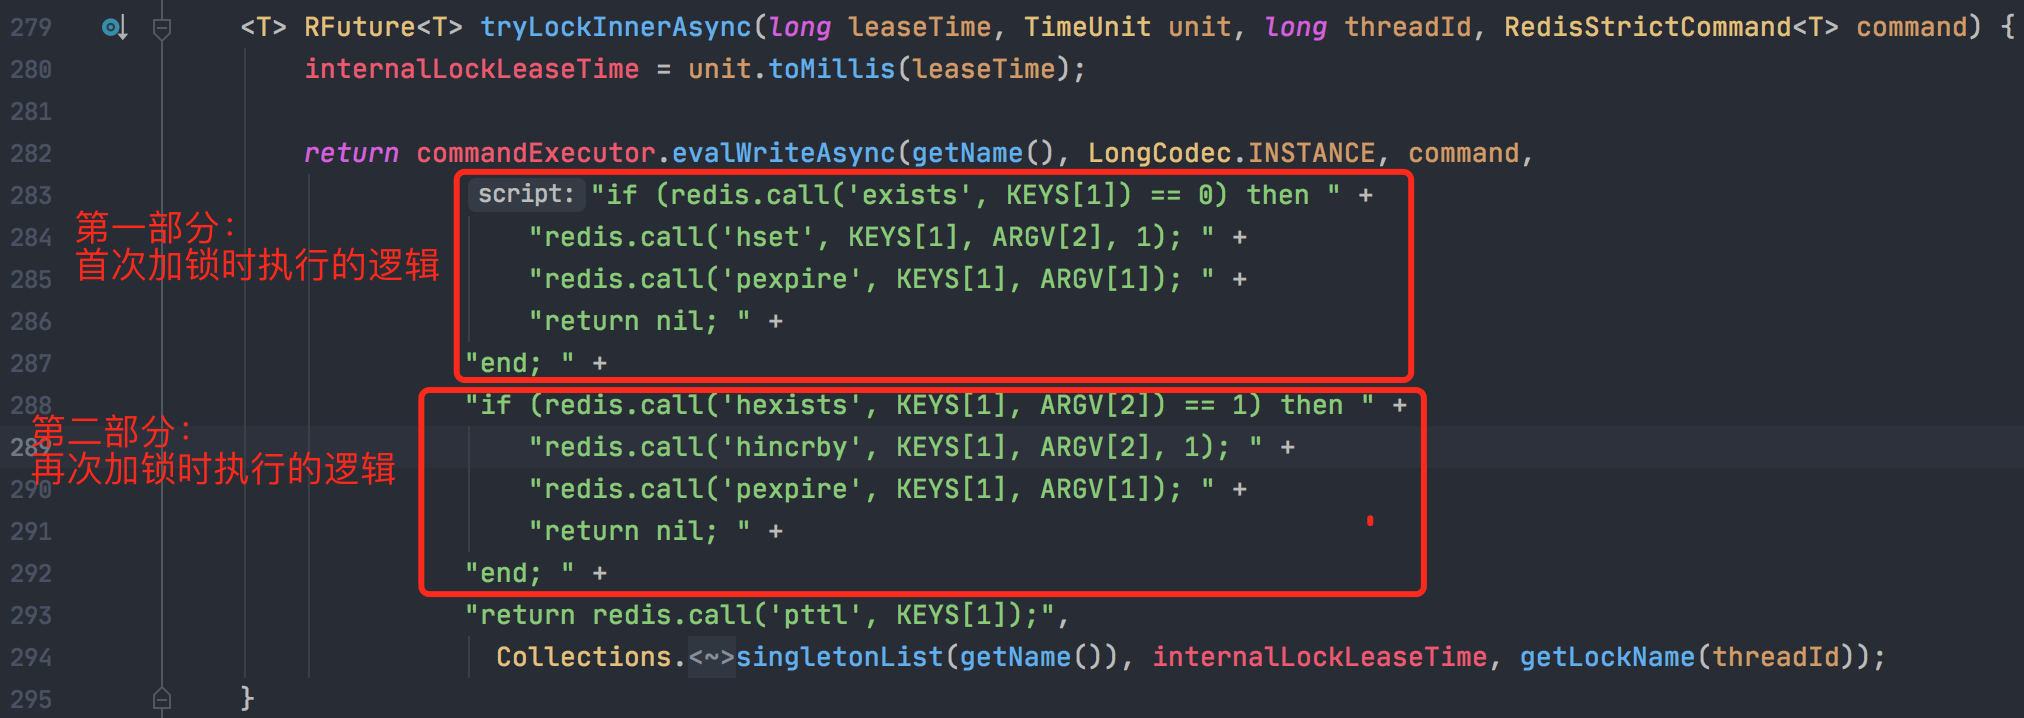 279 <T> RFuture<T> tryLockInnerAsync(long leaseTime, TimeUnit unit, long threadId, RedisStrictCommand<T> command) {
280 internalLockLeaseTime = unit.toMillis(leaseTime);
281
282 return commandExecutor.evalWriteAsync(getName(), LongCodec.INSTANCE, command,
283 script: "if (redis.call('exists', KEYS[1]) == 0) then " +
第一部分：
284 "redis.call('hset', KEYS[1], ARGV[2], 1); " +
首次加锁时执行的逻辑
285 "redis.call('pexpire', KEYS[1], ARGV[1]); " +
286 "return nil; " +
287 "end; " +
288 "if (redis.call('hexists', KEYS[1], ARGV[2]) == 1) then " +
第二部分：
289 "redis.call('hincrby', KEYS[1], ARGV[2], 1); " +
再次加锁时执行的逻辑
290 "redis.call('pexpire', KEYS[1], ARGV[1]); " +
291 "return nil; " +
292 "end; " +
293 "return redis.call('pttl', KEYS[1]);",
294 Collections.<~>singletonList(getName()), internalLockLeaseTime, getLockName(threadId));
295 }